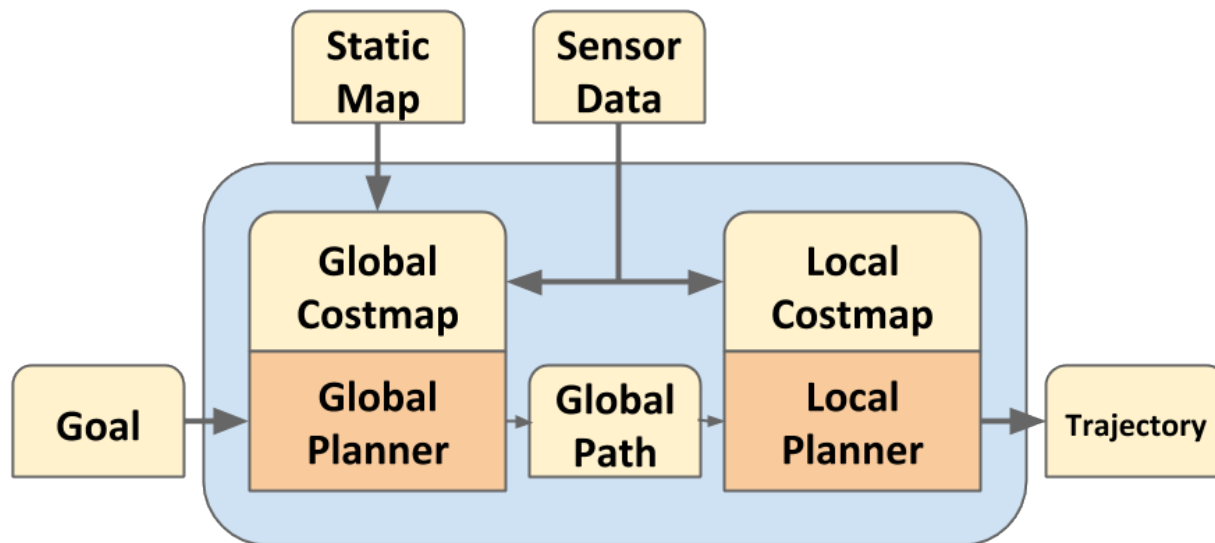 Static
Map
Sensor
Data
Global
Costmap
Local
Costmap
Goal
Global
Planner
Global
Path
Local
Planner
Trajectory